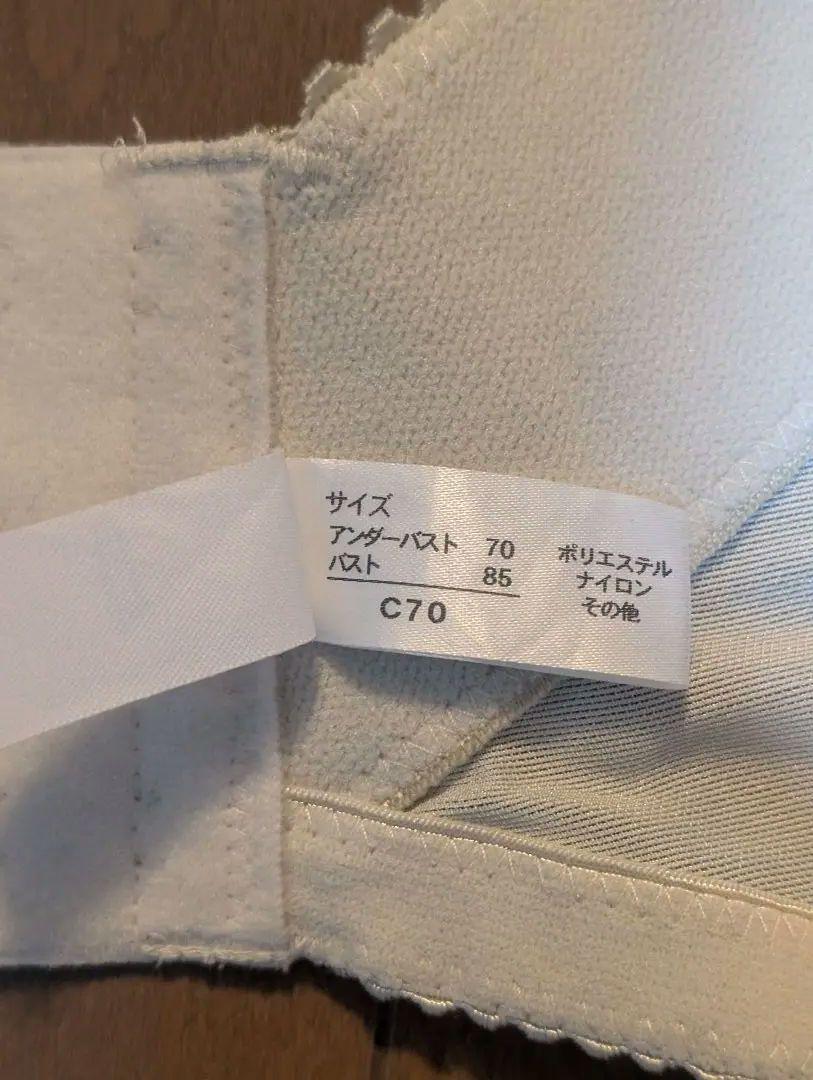 サイズ
アンダーバスト 70
バスト 85
C70
ポリエステル
ナイロン
その他